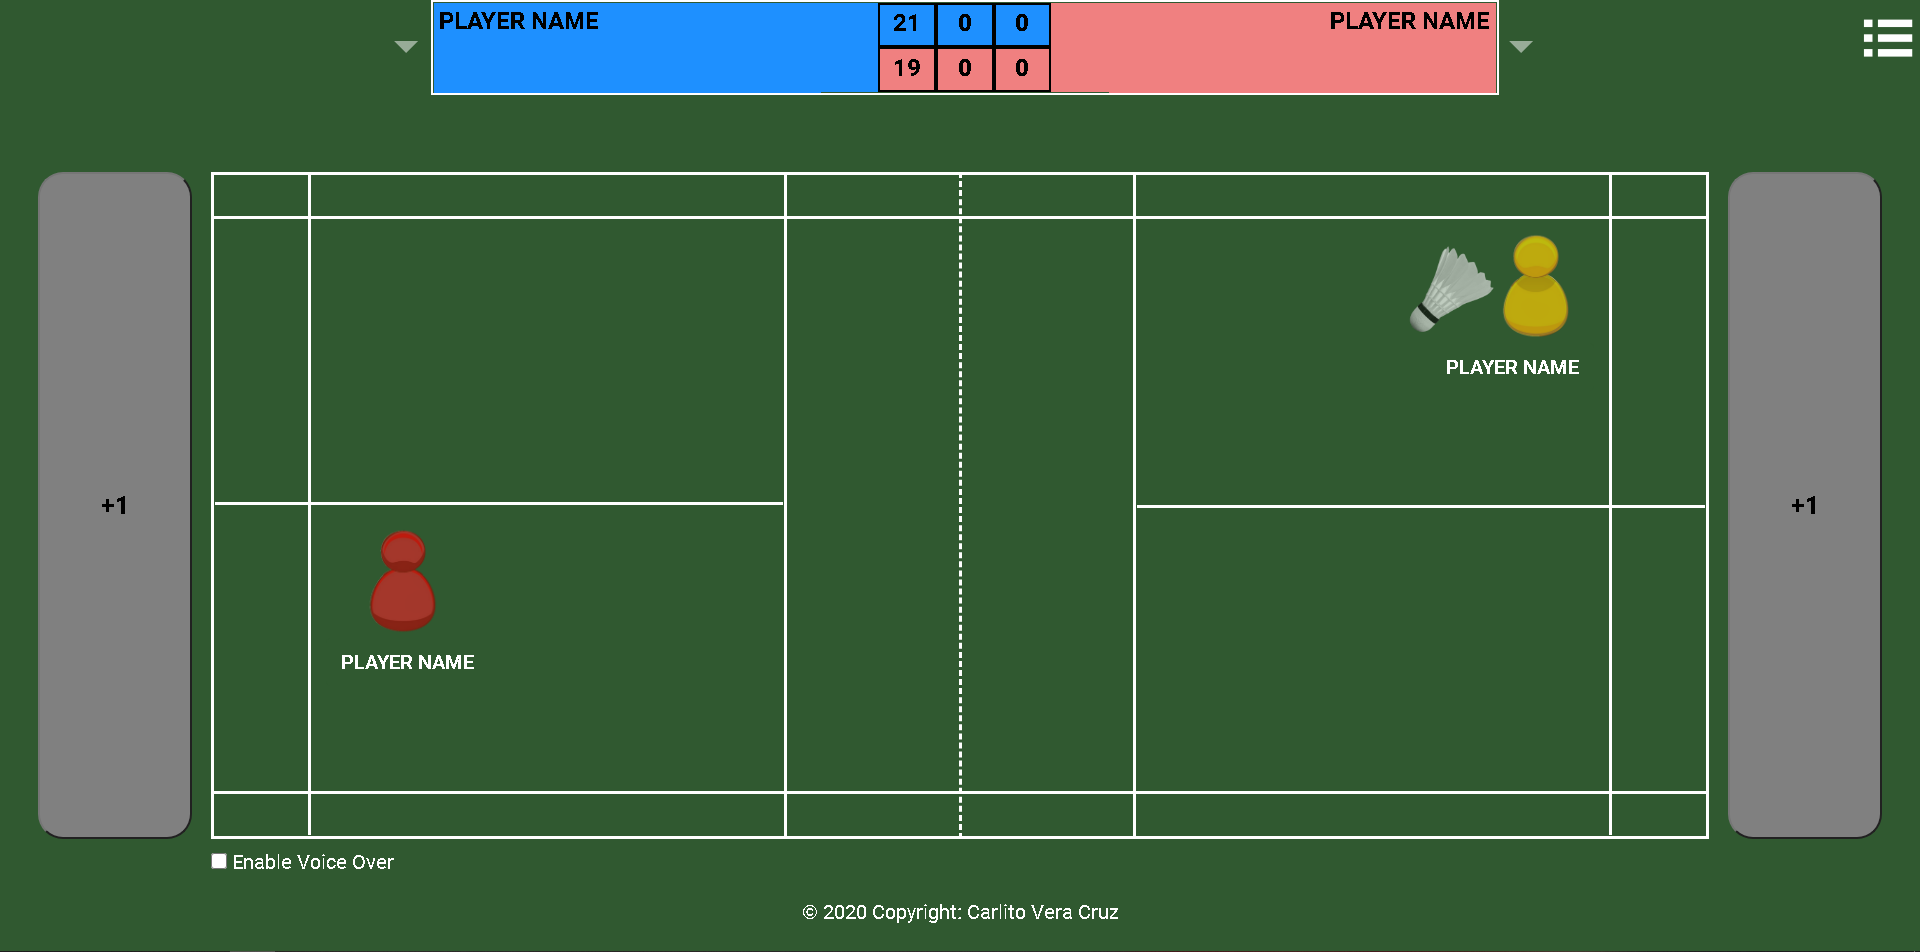 PLAYER NAME
21 0 0
PLAYER NAME
19 0 0
+1
PLAYER NAME
+1
PLAYER NAME
Enable Voice Over
© 2020 Copyright: Carlito Vera Cruz